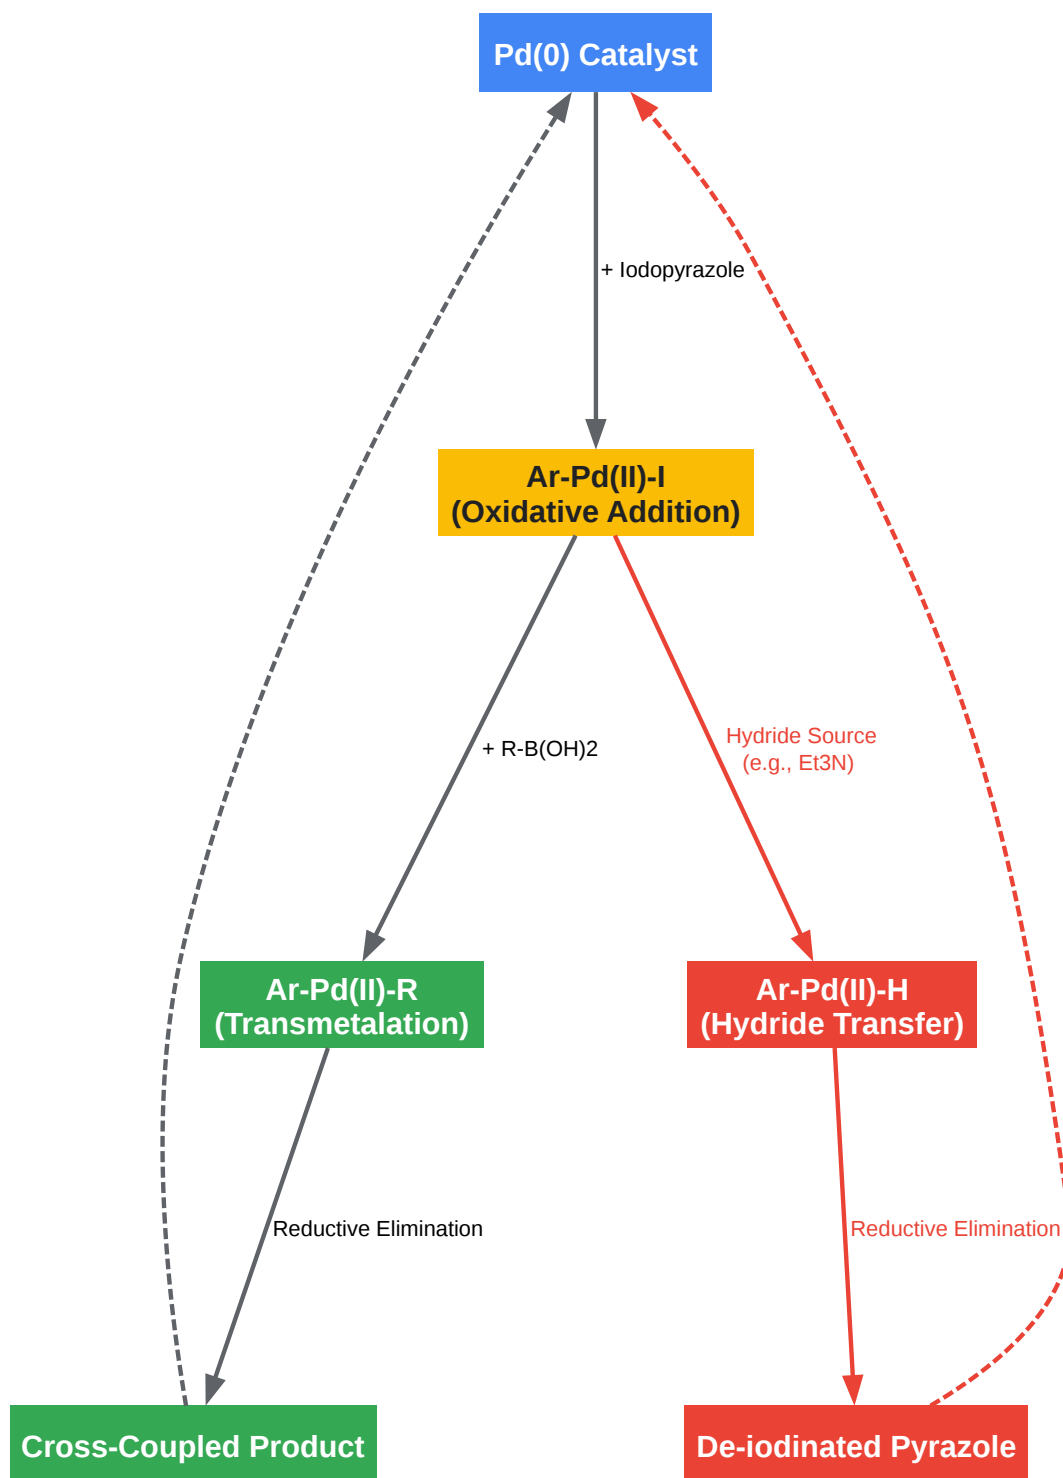 Pd(0) Catalyst
+ Iodopyrazole
Ar-Pd(II)-I
(Oxidative Addition)
+ R-B(OH)2
Hydride Source
(e.g., Et3N)
Ar-Pd(II)-R
(Transmetalation)
Ar-Pd(II)-H
(Hydride Transfer)
Reductive Elimination
Reductive Elimination
Cross-Coupled Product
De-iodinated Pyrazole